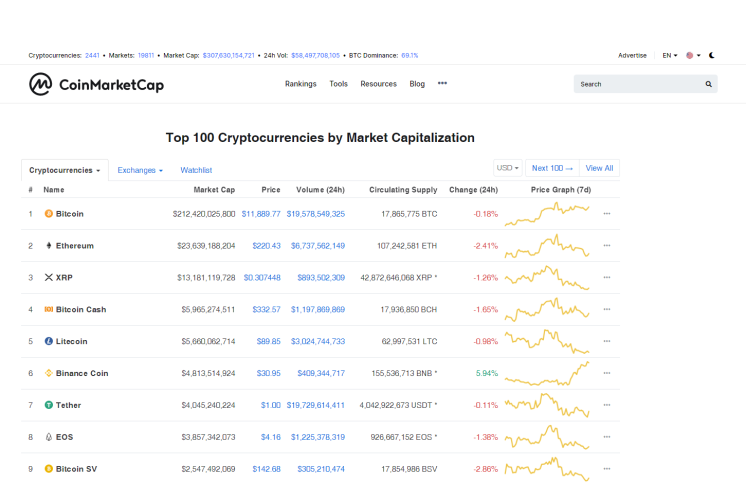 Cryptocurrencies: 2441 • Markets: 19811 • Market Cap: $307,630,154,721 • 24h Vol: $58,497,708,105 • BTC Dominance: 69.1% Advertise EN
CoinMarketCap Rankings Tools Resources Blog ••• Search
Top 100 Cryptocurrencies by Market Capitalization
Cryptocurrencies Exchanges Watchlist USD Next 100 → View All
# Name Market Cap Price Volume (24h) Circulating Supply Change (24h) Price Graph (7d)
1 Bitcoin $212,420,025,800 $11,889.77 $19,578,549,325 17,865,775 BTC -0.18%
2 Ethereum $23,639,188,204 $220.43 $6,737,562,149 107,242,581 ETH -2.41%
3 XRP $13,181,119,728 $0.307448 $893,502,309 42,872,646,068 XRP * -1.26%
4 Bitcoin Cash $5,965,274,511 $332.57 $1,197,869,869 17,936,850 BCH -1.65%
5 Litecoin $5,660,062,714 $89.85 $3,024,744,733 62,997,531 LTC -0.98%
6 Binance Coin $4,813,514,924 $30.95 $409,344,717 155,536,713 BNB * 5.94%
7 Tether $4,045,240,224 $1.00 $19,729,614,411 4,042,922,673 USDT * -0.11%
8 EOS $3,857,342,073 $4.16 $1,225,378,319 926,667,152 EOS * -1.38%
9 Bitcoin SV $2,547,492,069 $142.68 $305,210,474 17,854,986 BSV -2.86%